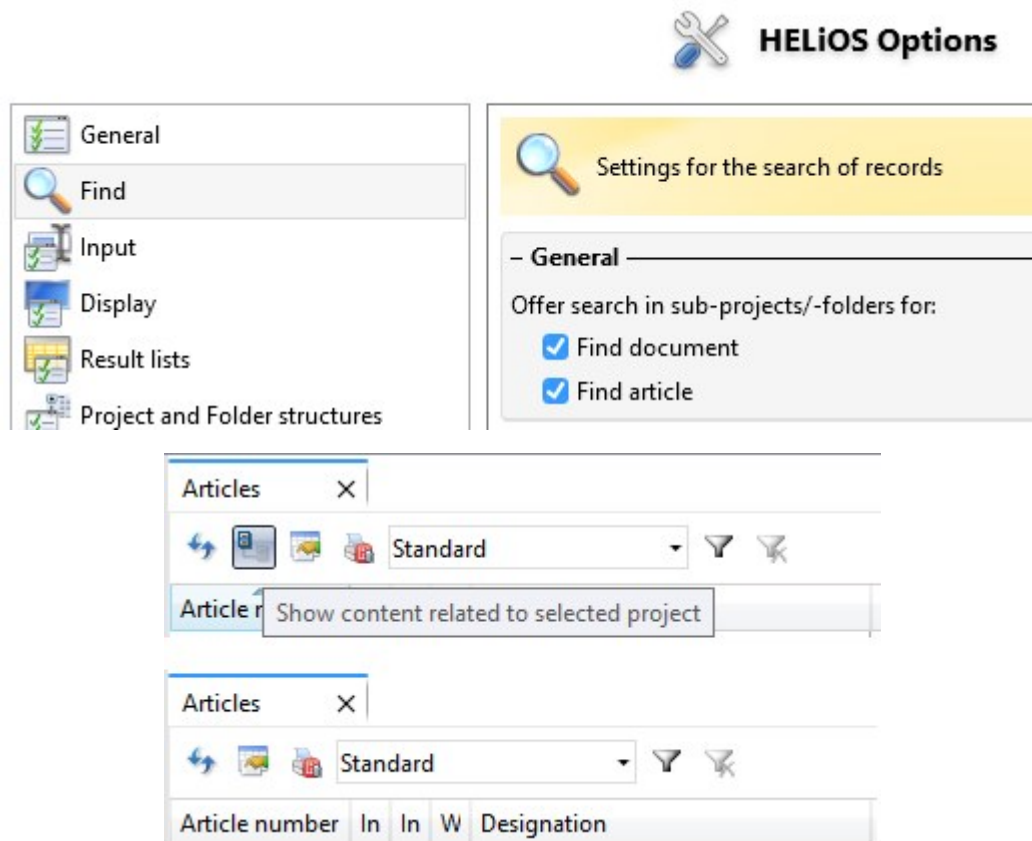 HELiOS Options
General
Find
Input
Display
Result lists
Project and Folder structures
Settings for the search of records
– General
Offer search in sub-projects/-folders for:
Find document
Find article
Articles
Standard
Article r
Show content related to selected project
Articles
Standard
Article number In In W Designation